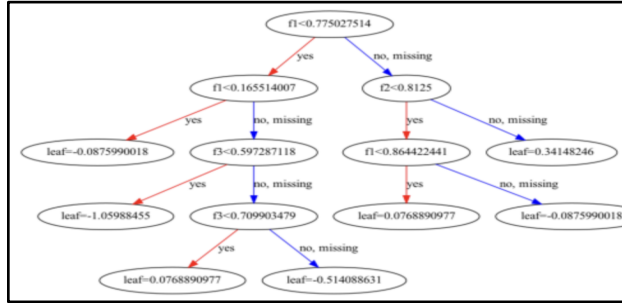 f1<0.775027514
yes
no, missing
f1<0.165514007
f2<0.8125
yes
no, missing
yes
no, missing
leaf=-0.0875990018
f3<0.597287118
f1<0.864422441
leaf=0.34148246
yes
no, missing
yes
no, missing
leaf=-1.05988455
f3<0.709903479
leaf=0.0768890977
leaf=-0.0875990018
yes
no, missing
leaf=0.0768890977
leaf=-0.514088631